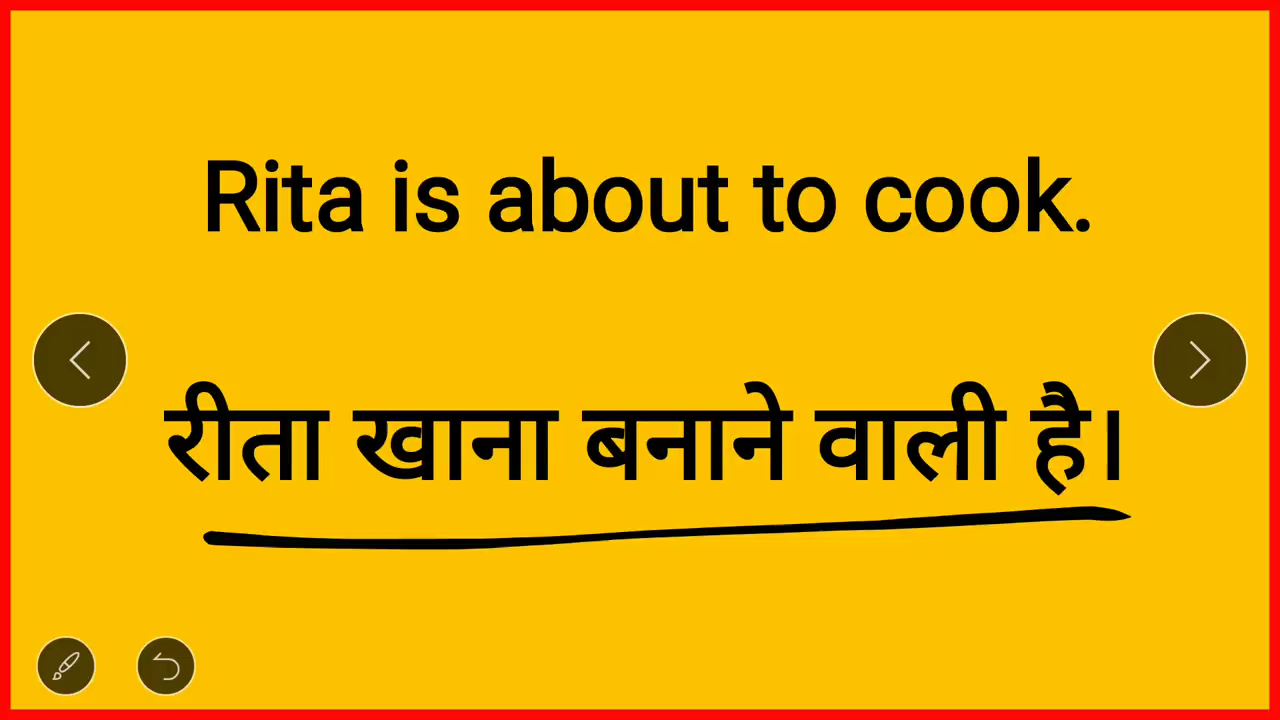 Rita is about to cook.
रीता खाना बनाने वाली है।